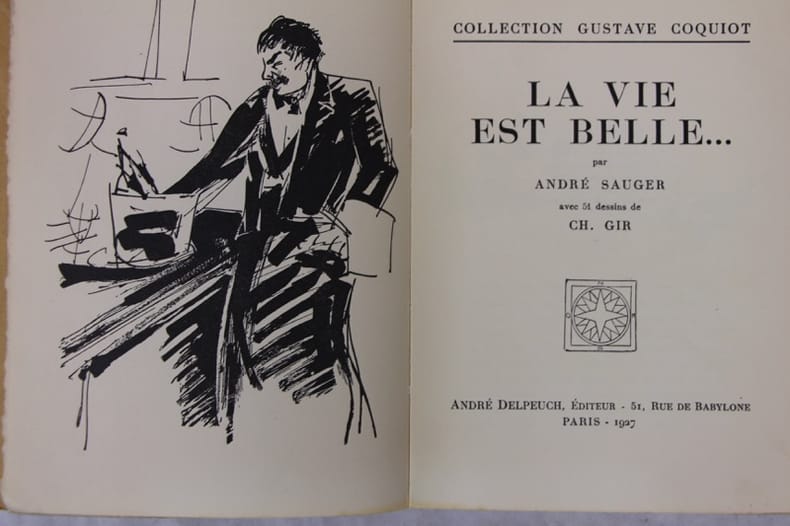 COLLECTION GUSTAVE COQUIOT
LA VIE
EST BELLE...
par
ANDRÉ SAUGER
avec 51 dessins de
CH. GIR
ANDRÉ DELPEUCH, ÉDITEUR - 51, RUE DE BABYLONE
PARIS - 1927